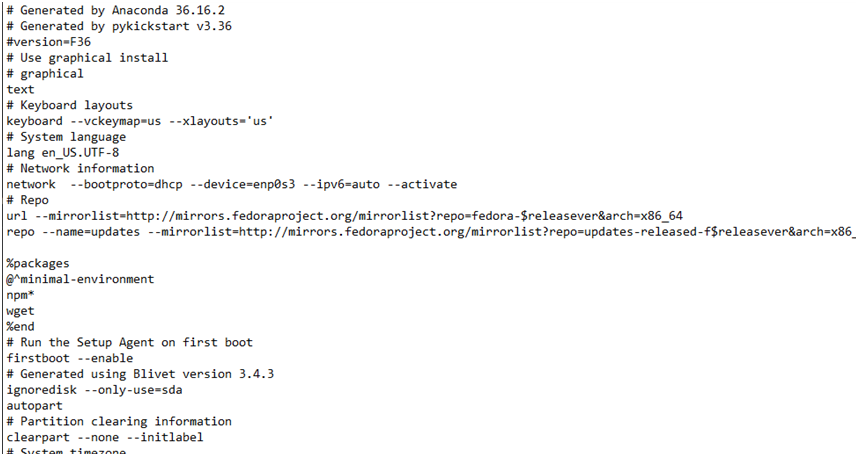 # Generated by Anaconda 36.16.2
# Generated by pykickstart v3.36
#version=F36
# Use graphical install
# graphical
text
# Keyboard layouts
keyboard --vckeymap=us --xlayouts='us'
# System language
lang en_US.UTF-8
# Network information
network  --bootproto=dhcp --device=enp0s3 --ipv6=auto --activate
# Repo
url --mirrorlist=http://mirrors.fedoraproject.org/mirrorlist?repo=fedora-$releasever&arch=x86_64
repo --name=updates --mirrorlist=http://mirrors.fedoraproject.org/mirrorlist?repo=updates-released-f$releasever&arch=x86_
%packages
@^minimal-environment
npm*
wget
%end
# Run the Setup Agent on first boot
firstboot --enable
# Generated using Blivet version 3.4.3
ignoredisk --only-use=sda
autopart
# Partition clearing information
clearpart --none --initlabel
# System timezone